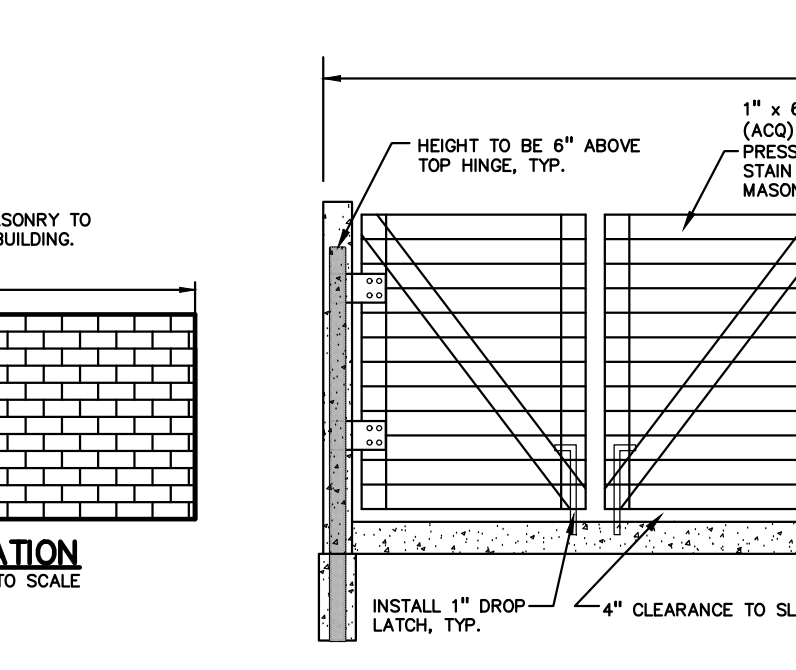 SONRY TO
BUILDING.
ATION
TO SCALE
HEIGHT TO BE 6" ABOVE
TOP HINGE, TYP.
1" x 6
(ACQ)
PRESS
STAIN
MASON
INSTALL 1" DROP
LATCH, TYP.
4" CLEARANCE TO SL